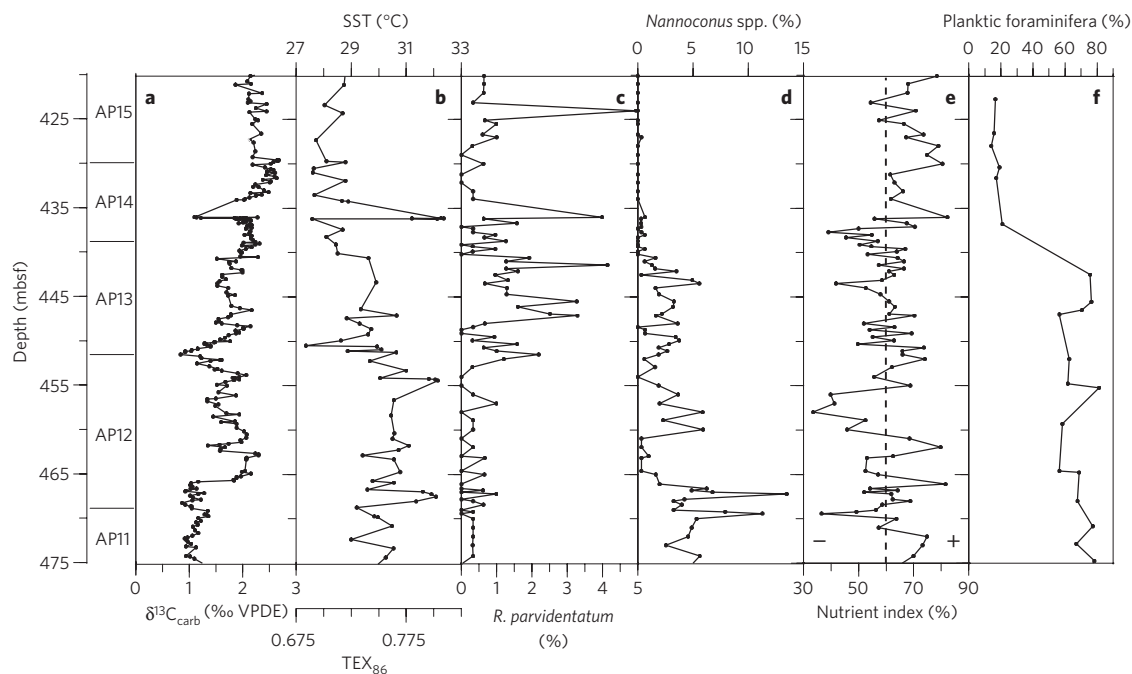 SST (°C) Nannoconus spp. (%) Planktic foraminifera (%)
27 29 31 33 0 5 10 15 0 20 40 60 80
a b c d e f
AP15
425
AP14
435
AP13
445
Depth (mbsf)
455
AP12
465
AP11
− +
475
0 1 2 3 0 1 2 3 4 5 30 50 70 90
δ¹³C_carb (‰ VPDE) R. parvidentatum Nutrient index (%)
0.675 0.775 (%)
TEX₈₆